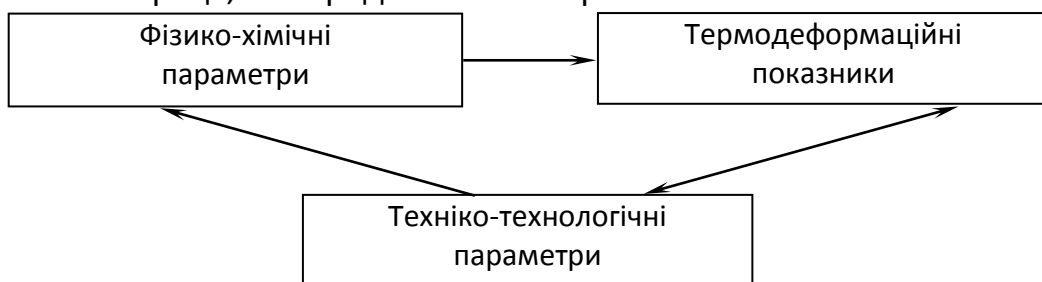 Фізико-хімічні
параметри
Термодеформаційні
показники
Техніко-технологічні
параметри